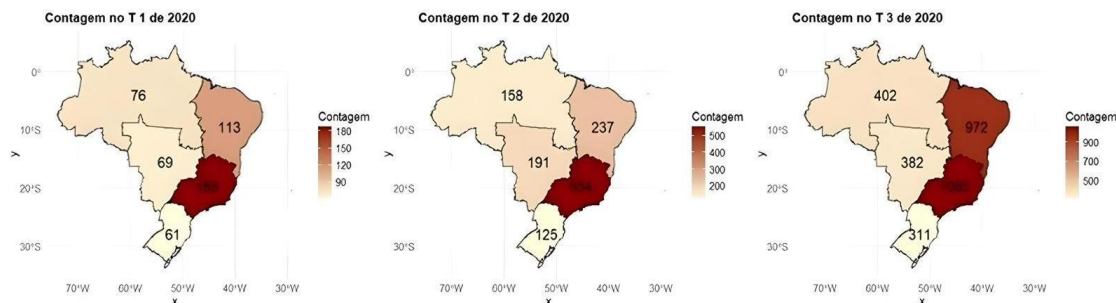 Contagem no T 1 de 2020
0°
10°S
20°S
30°S
y
70°W 60°W 50°W 40°W 30°W
x
76
113
69
61
Contagem
180
150
120
90
Contagem no T 2 de 2020
0°
10°S
20°S
30°S
y
70°W 60°W 50°W 40°W 30°W
x
158
237
191
125
Contagem
500
400
300
200
Contagem no T 3 de 2020
0°
10°S
20°S
30°S
y
70°W 60°W 50°W 40°W 30°W
x
402
972
382
311
Contagem
900
700
500